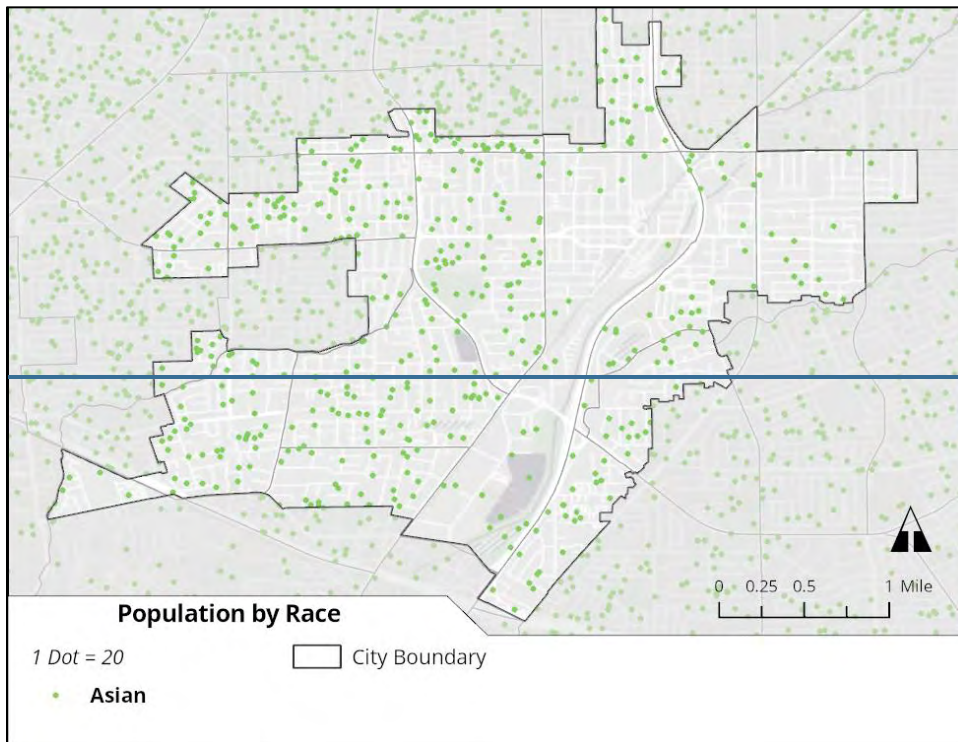 0 0.25 0.5 1 Mile
Population by Race
1 Dot = 20
City Boundary
Asian